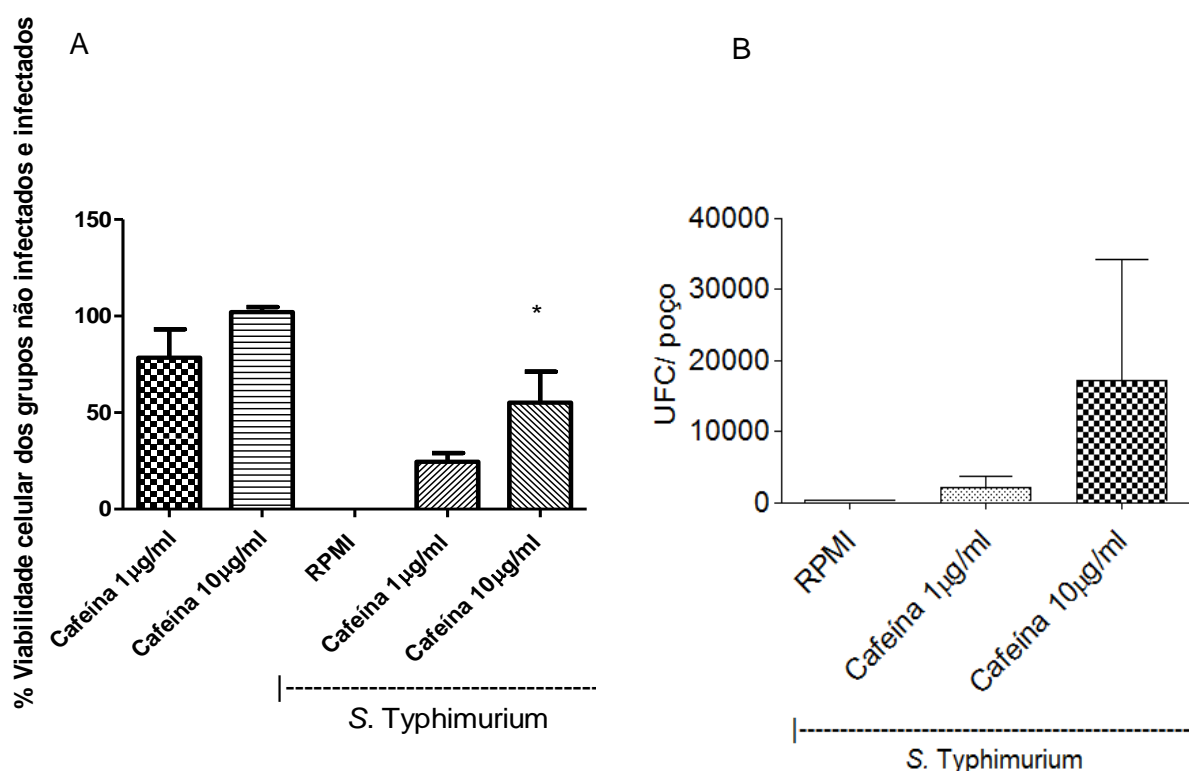 A
% Viabilidade celular dos grupos não infectados e infectados
150
100
50
0
*
Cafeína 1µg/ml
Cafeína 10µg/ml
RPMI
Cafeína 1µg/ml
Cafeína 10µg/ml
|---------------------------------
S. Typhimurium
B
UFC/ poço
40000
30000
20000
10000
0
RPMI
Cafeína 1µg/ml
Cafeína 10µg/ml
|------------------------------------------
S. Typhimurium